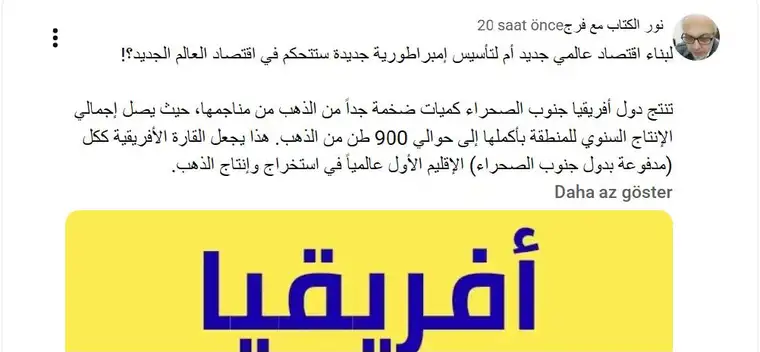 نور الكتاب مع فرج 20 saat önce
لبناء اقتصاد عالمي جديد أم لتأسيس إمبراطورية جديدة ستتحكم في اقتصاد العالم الجديد؟!
تنتج دول أفريقيا جنوب الصحراء كميات ضخمة جداً من الذهب من مناجمها، حيث يصل إجمالي
الإنتاج السنوي للمنطقة بأكملها إلى حوالي 900 طن من الذهب. هذا يجعل القارة الأفريقية ككل
(مدفوعة بدول جنوب الصحراء) الإقليم الأول عالمياً في استخراج وإنتاج الذهب.
Daha az göster
أفريقيا